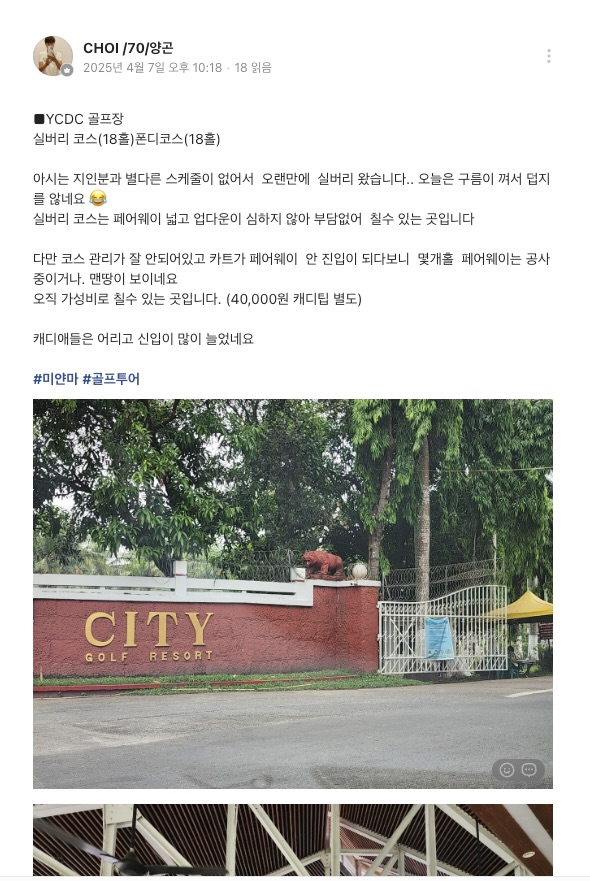 CHOI /70/양곤
2025년 4월 7일 오후 10:18 · 18 읽음
■YCDC 골프장
실버리 코스(18홀)폰디코스(18홀)
아시는 지인분과 별다른 스케줄이 없어서 오랜만에 실버리 왔습니다.. 오늘은 구름이 껴서 덥지
를 않네요 😂
실버리 코스는 페어웨이 넓고 업다운이 심하지 않아 부담없어 칠수 있는 곳입니다
다만 코스 관리가 잘 안되어있고 카트가 페어웨이 안 진입이 되다보니 몇개홀 페어웨이는 공사
중이거나. 맨땅이 보이네요
오직 가성비로 칠수 있는 곳입니다. (40,000원 캐디팁 별도)
캐디애들은 어리고 신입이 많이 늘었네요
#미얀마 #골프투어
CITY
GOLF RESORT